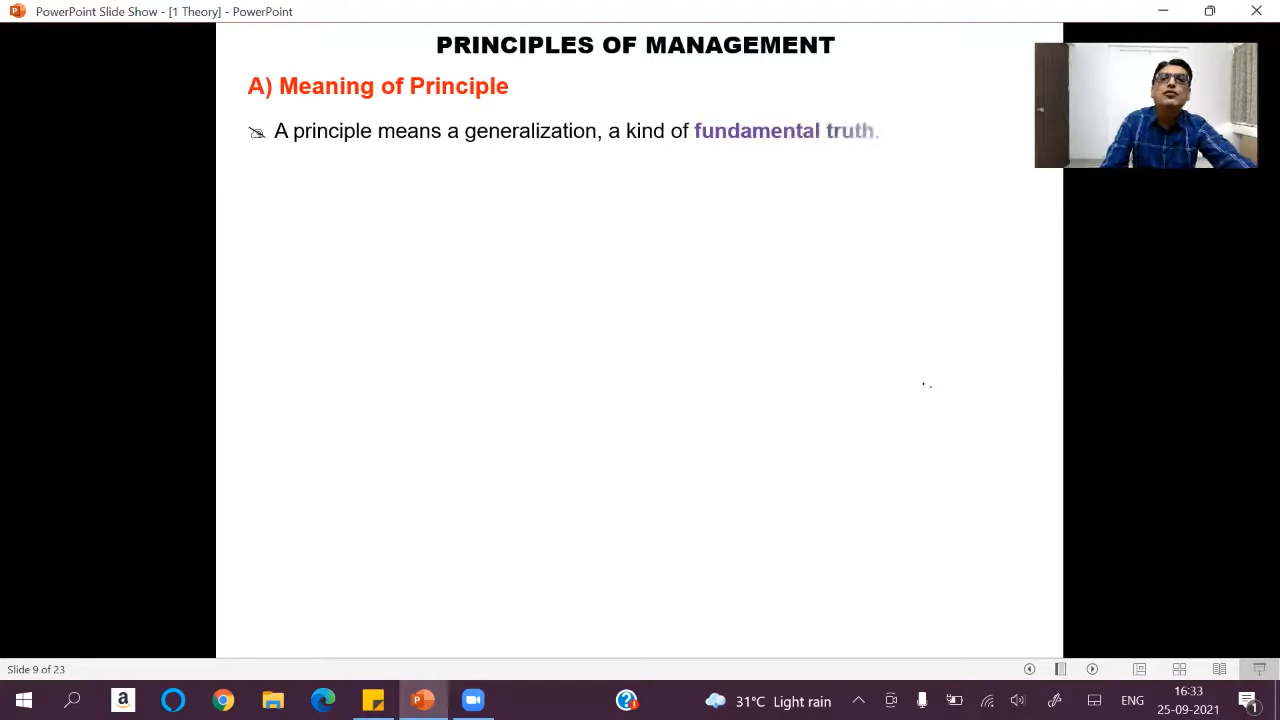 PowerPoint Slide Show - [1 Theory] - PowerPoint
PRINCIPLES OF MANAGEMENT
A) Meaning of Principle
A principle means a generalization, a kind of fundamental truth.
Slide 9 of 23
31°C Light rain
ENG
16:33
25-09-2021
1